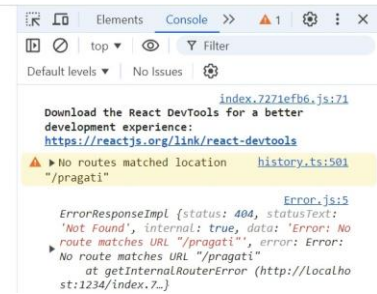 Elements Console >> 1
top ▼ Filter
Default levels ▼ No Issues
index.7271efb6.js:71
Download the React DevTools for a better
development experience:
https://reactjs.org/link/react-devtools
▶No routes matched location history.ts:501
"/pragati"
Error.js:5
ErrorResponseImpl {status: 404, statusText:
'Not Found', internal: true, data: 'Error: No
route matches URL "/pragati"', error: Error:
No route matches URL "/pragati"
at getInternalRouterError (http://localho
st:1234/index.7…}